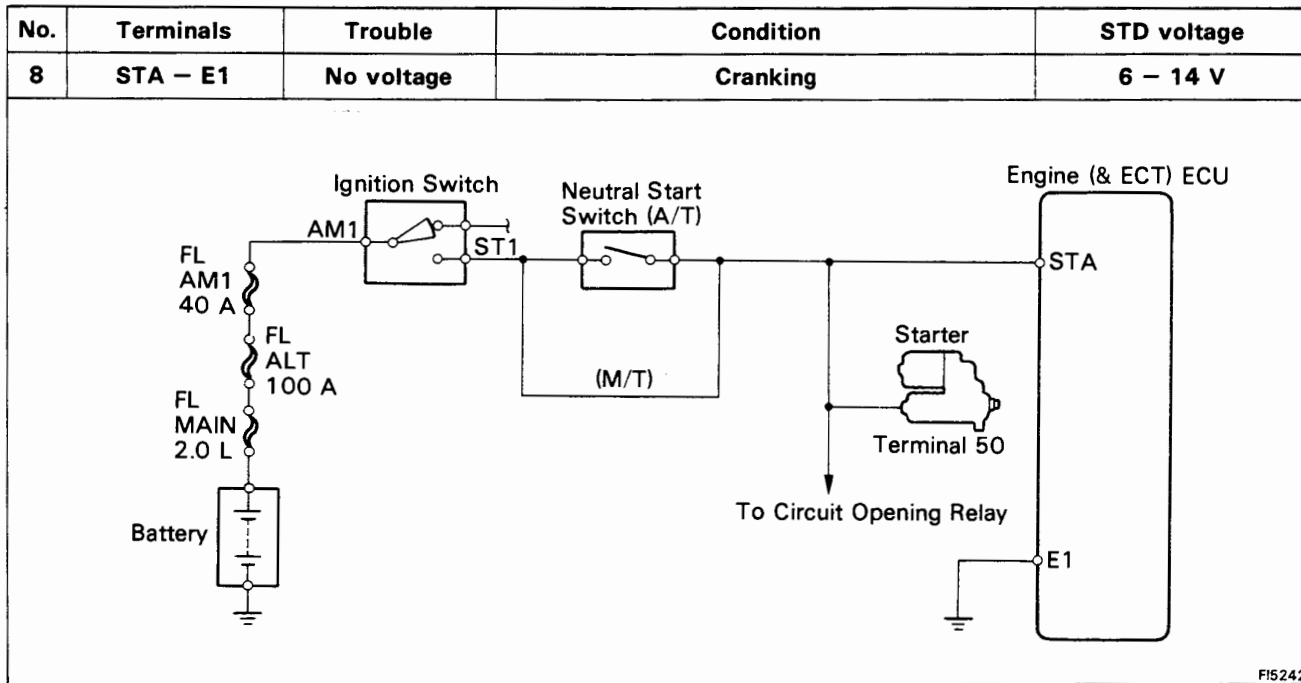 No. Terminals Trouble Condition STD voltage
8 STA – E1 No voltage Cranking 6 – 14 V
Engine (& ECT) ECU
Ignition Switch
Neutral Start
Switch (A/T)
AM1
ST1
STA
FL
AM1
40 A
FL
ALT
100 A
FL
MAIN
2.0 L
(M/T)
Starter
Terminal 50
To Circuit Opening Relay
Battery
E1
FI5242